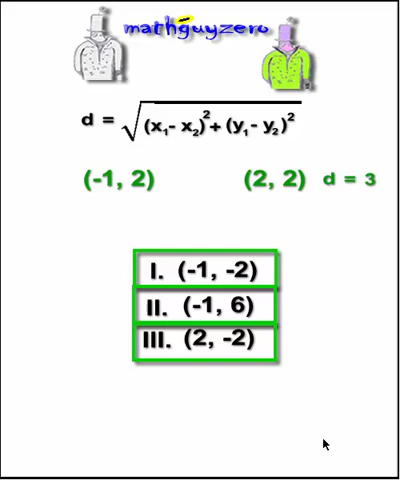 mathguyzero
d = √(x₁- x₂)²+ (y₁- y₂)²
(-1, 2) (2, 2) d = 3
I. (-1, -2)
II. (-1, 6)
III. (2, -2)